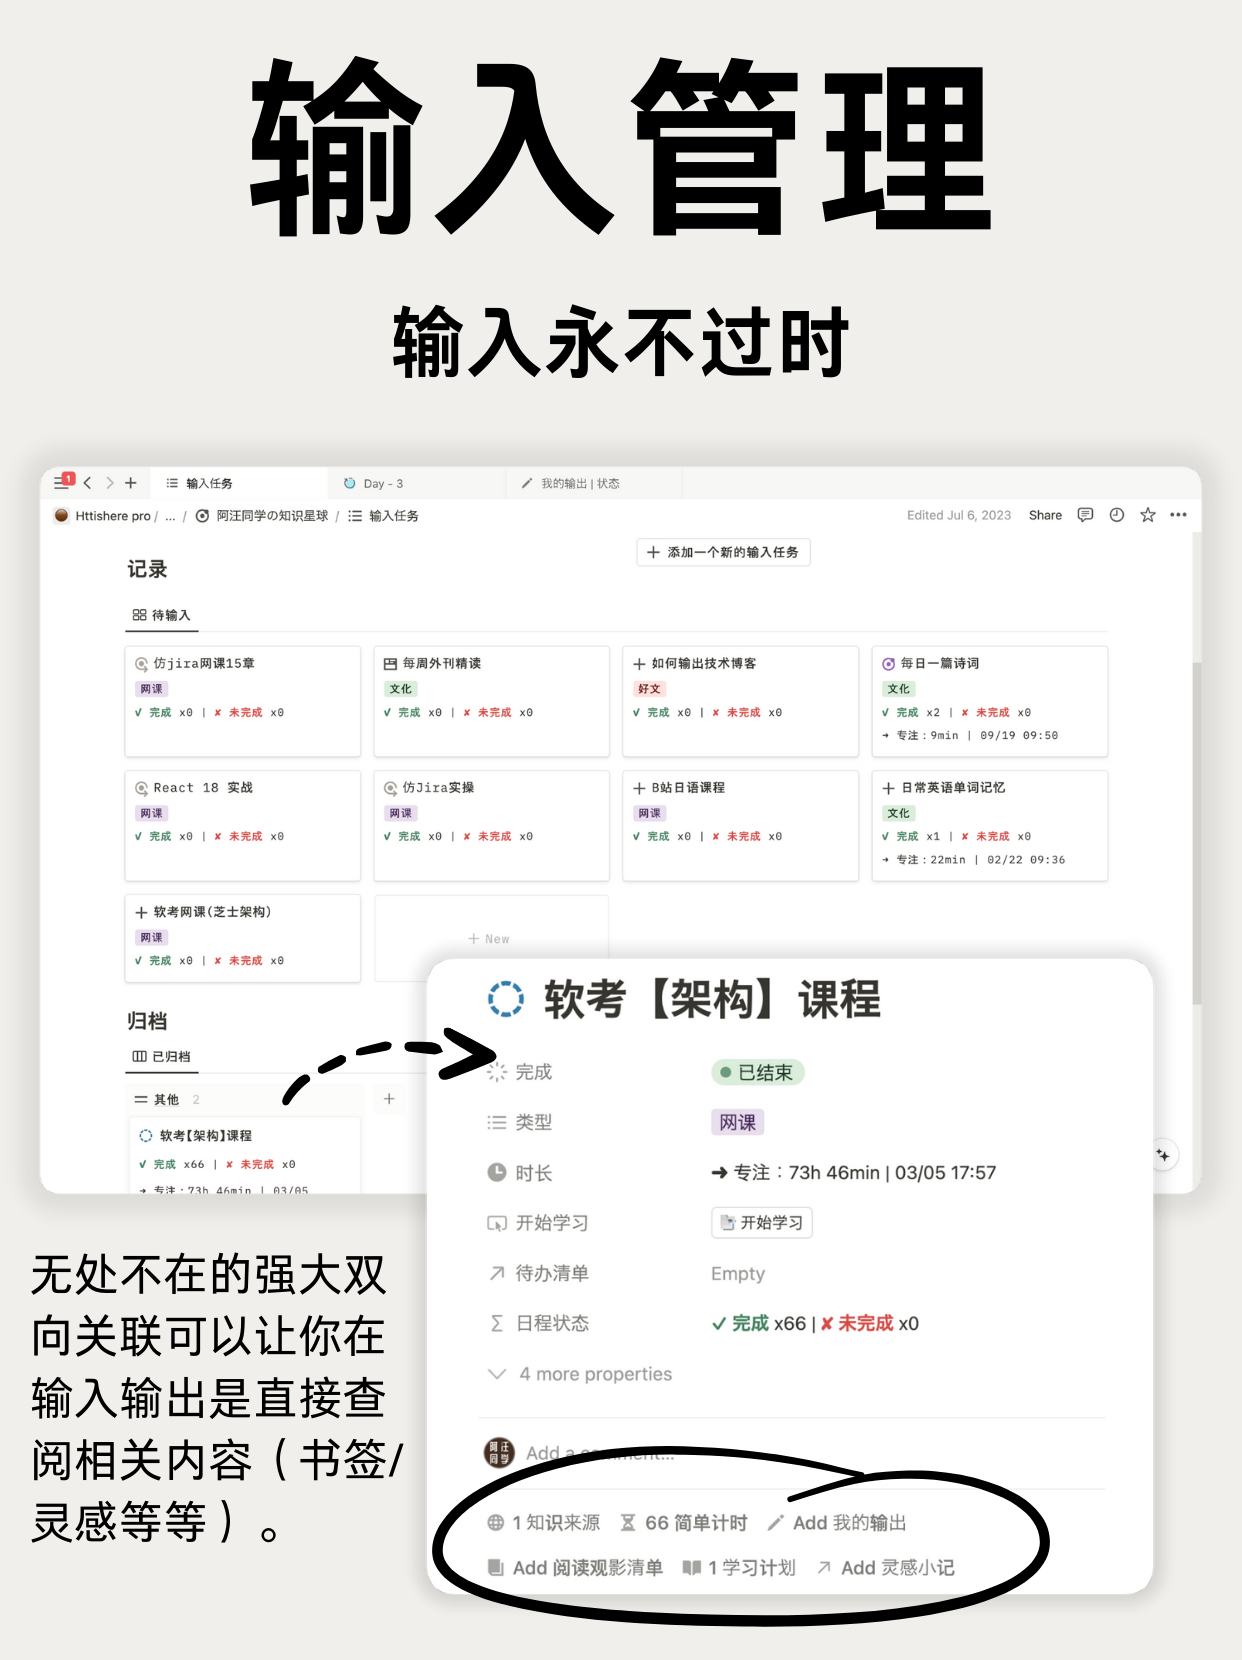 输入管理
输入永不过时
1
输入任务
Day - 3
我的输出 | 状态
Httishere pro / ... / 阿汪同学の知识星球 / 输入任务
Edited Jul 6, 2023 Share
记录
添加一个新的输入任务
待输入
仿jira网课15章
网课
✓ 完成 x0 | ✘ 未完成 x0
每周外刊精读
文化
✓ 完成 x0 | ✘ 未完成 x0
如何输出技术博客
好文
✓ 完成 x0 | ✘ 未完成 x0
每日一篇诗词
文化
✓ 完成 x2 | ✘ 未完成 x0
→ 专注：9min | 09/19 09:50
React 18 实战
网课
✓ 完成 x0 | ✘ 未完成 x0
仿Jira实操
网课
✓ 完成 x0 | ✘ 未完成 x0
B站日语课程
网课
✓ 完成 x0 | ✘ 未完成 x0
日常英语单词记忆
文化
✓ 完成 x1 | ✘ 未完成 x0
→ 专注：22min | 02/22 09:36
软考网课(芝士架构)
网课
✓ 完成 x0 | ✘ 未完成 x0
+ New
归档
已归档
其他 2
软考【架构】课程
✓ 完成 x66 | ✘ 未完成 x0
→ 专注：73h 46min | 03/05
软考【架构】课程
完成 已结束
类型 网课
时长 → 专注：73h 46min | 03/05 17:57
开始学习 开始学习
待办清单 Empty
日程状态 ✓ 完成 x66 | ✘ 未完成 x0
4 more properties
阿汪同学
Add a comment...
1 知识来源 66 简单计时 Add 我的输出
Add 阅读观影清单 1 学习计划 Add 灵感小记
无处不在的强大双
向关联可以让你在
输入输出是直接查
阅相关内容（书签/
灵感等等）。